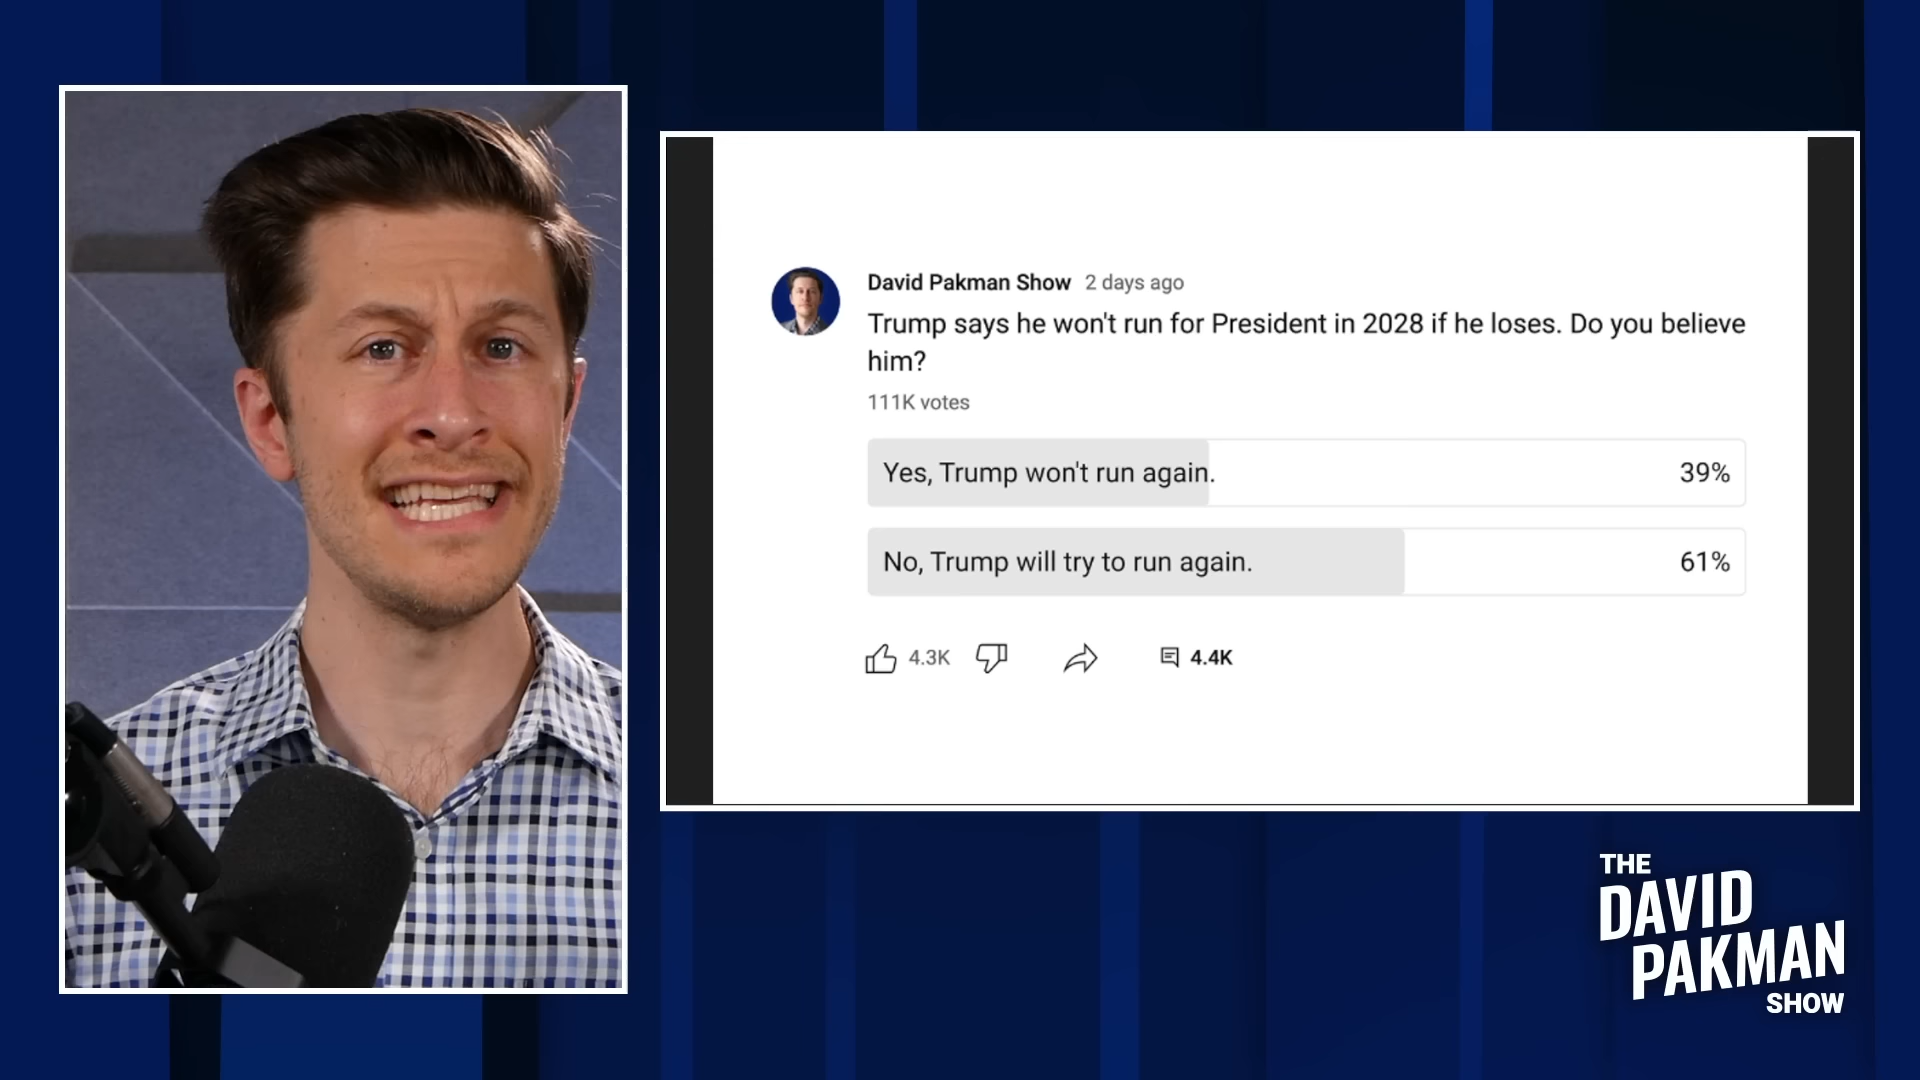 David Pakman Show 2 days ago
Trump says he won't run for President in 2028 if he loses. Do you believe
him?
111K votes
Yes, Trump won't run again. 39%
No, Trump will try to run again. 61%
4.3K 4.4K
THE
DAVID
PAKMAN
SHOW